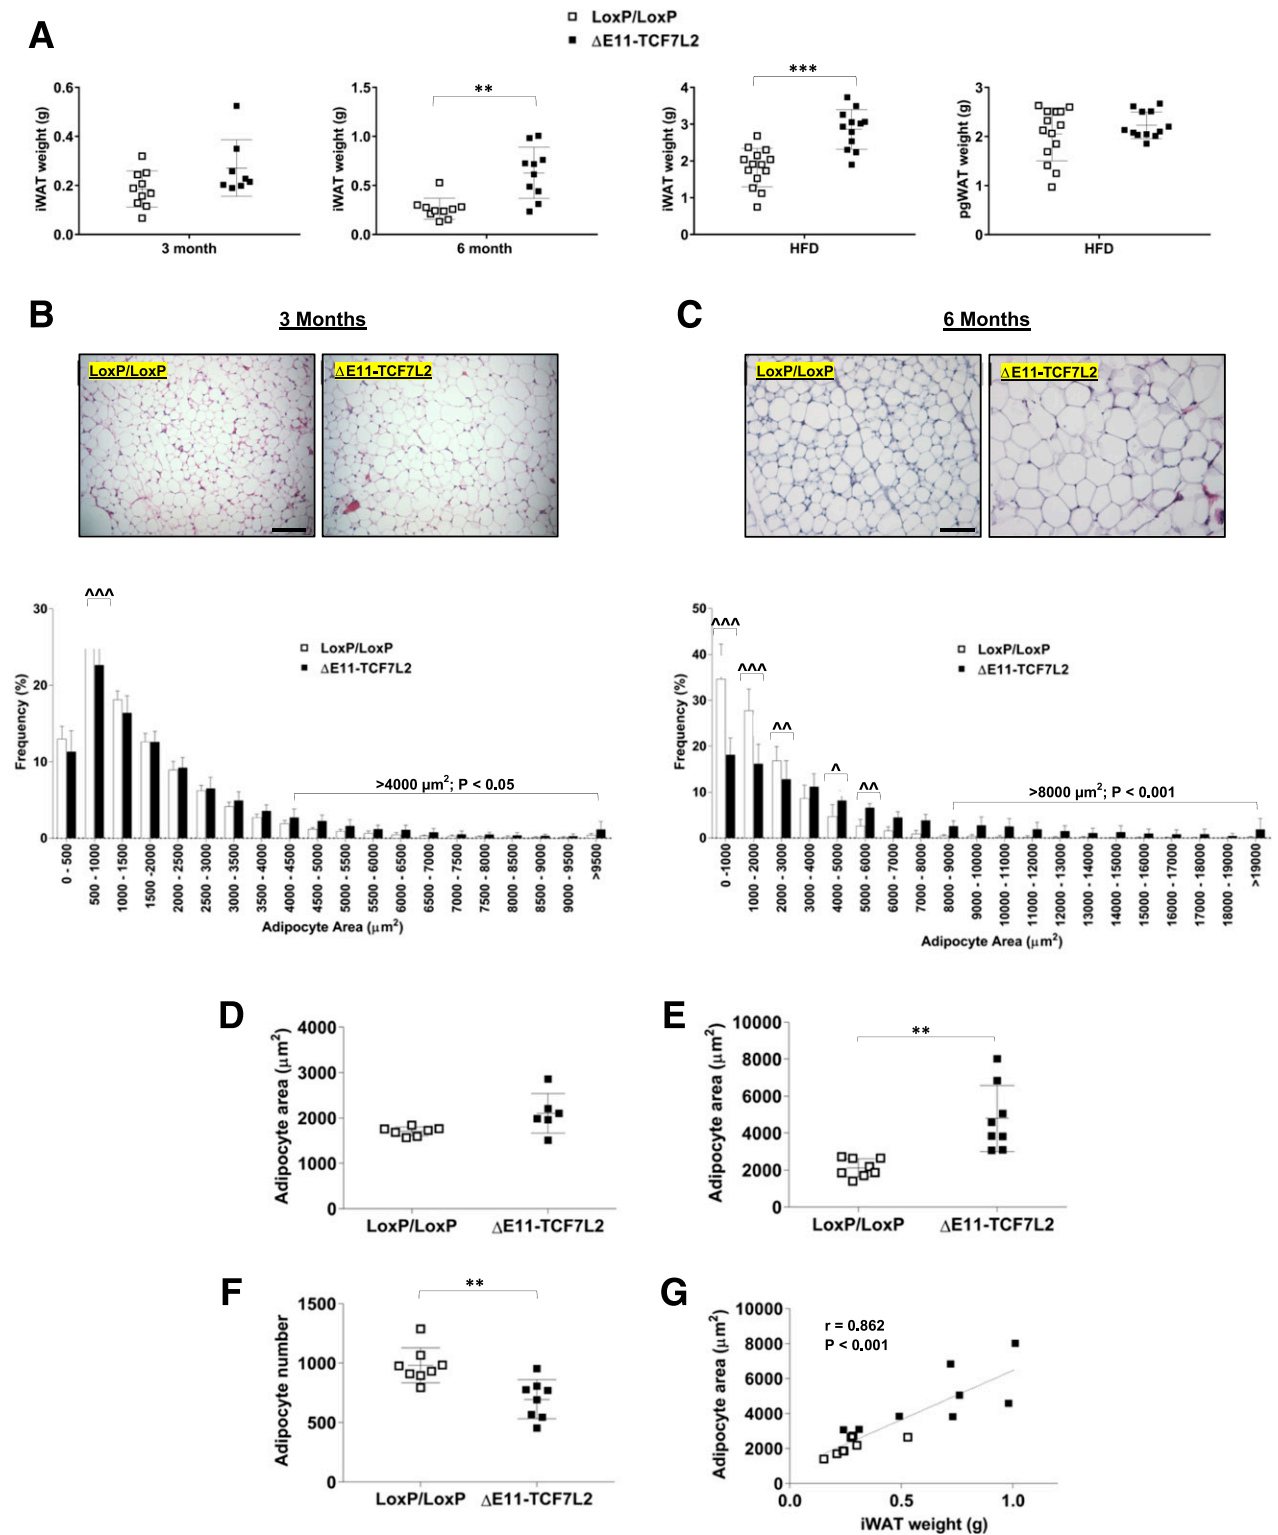 LoxP/LoxP
ΔE11-TCF7L2
A
iWAT weight (g)
0.6
0.4
0.2
0.0
3 month
iWAT weight (g)
1.5
1.0
0.5
0.0
**
6 month
iWAT weight (g)
4
3
2
1
0
***
HFD
pgWAT weight (g)
3
2
1
0
HFD
B
3 Months
LoxP/LoxP
ΔE11-TCF7L2
C
6 Months
LoxP/LoxP
ΔE11-TCF7L2
Frequency (%)
30
20
10
0
^^^
LoxP/LoxP
ΔE11-TCF7L2
>4000 µm²; P < 0.05
0 - 500
500 - 1000
1000 - 1500
1500 -2000
2000 - 2500
2500 - 3000
3000 - 3500
3500 - 4000
4000 - 4500
4500 - 5000
5000 - 5500
5500 - 6000
6000 - 6500
6500 - 7000
7000 - 7500
7500 - 8000
8000 - 8500
8500 - 9000
9000 - 9500
>9500
Adipocyte Area (µm²)
Frequency (%)
50
40
30
20
10
0
^^^
^^^
^^
^
^^
LoxP/LoxP
ΔE11-TCF7L2
>8000 µm²; P < 0.001
0 -1000
1000 - 2000
2000 - 3000
3000 - 4000
4000 - 5000
5000 - 6000
6000 - 7000
7000 - 8000
8000 - 9000
9000 - 10000
10000 - 11000
11000 - 12000
12000 - 13000
13000 - 14000
14000 - 15000
15000 - 16000
16000 - 17000
17000 - 18000
18000 - 19000
>19000
Adipocyte Area (µm²)
D
Adipocyte area (µm²)
4000
3000
2000
1000
0
LoxP/LoxP
ΔE11-TCF7L2
E
Adipocyte area (µm²)
10000
8000
6000
4000
2000
0
**
LoxP/LoxP
ΔE11-TCF7L2
F
Adipocyte number
1500
1000
500
0
**
LoxP/LoxP
ΔE11-TCF7L2
G
Adipocyte area (µm²)
10000
8000
6000
4000
2000
0
r = 0.862
P < 0.001
0.0
0.5
1.0
iWAT weight (g)